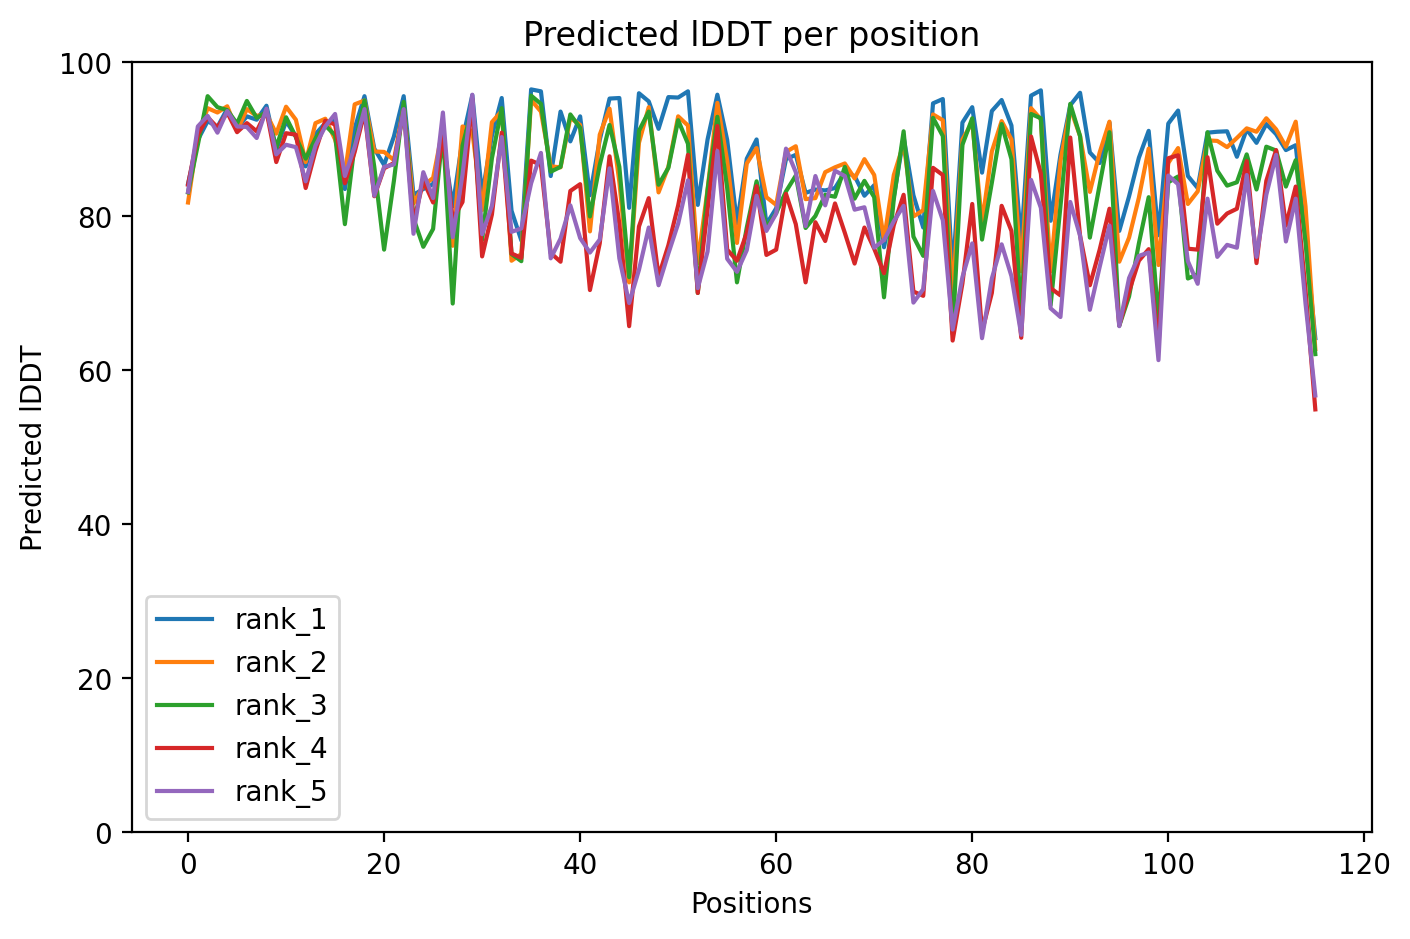 Predicted lDDT per position
Predicted lDDT
100
80
60
40
20
0
rank_1
rank_2
rank_3
rank_4
rank_5
0 20 40 60 80 100 120
Positions